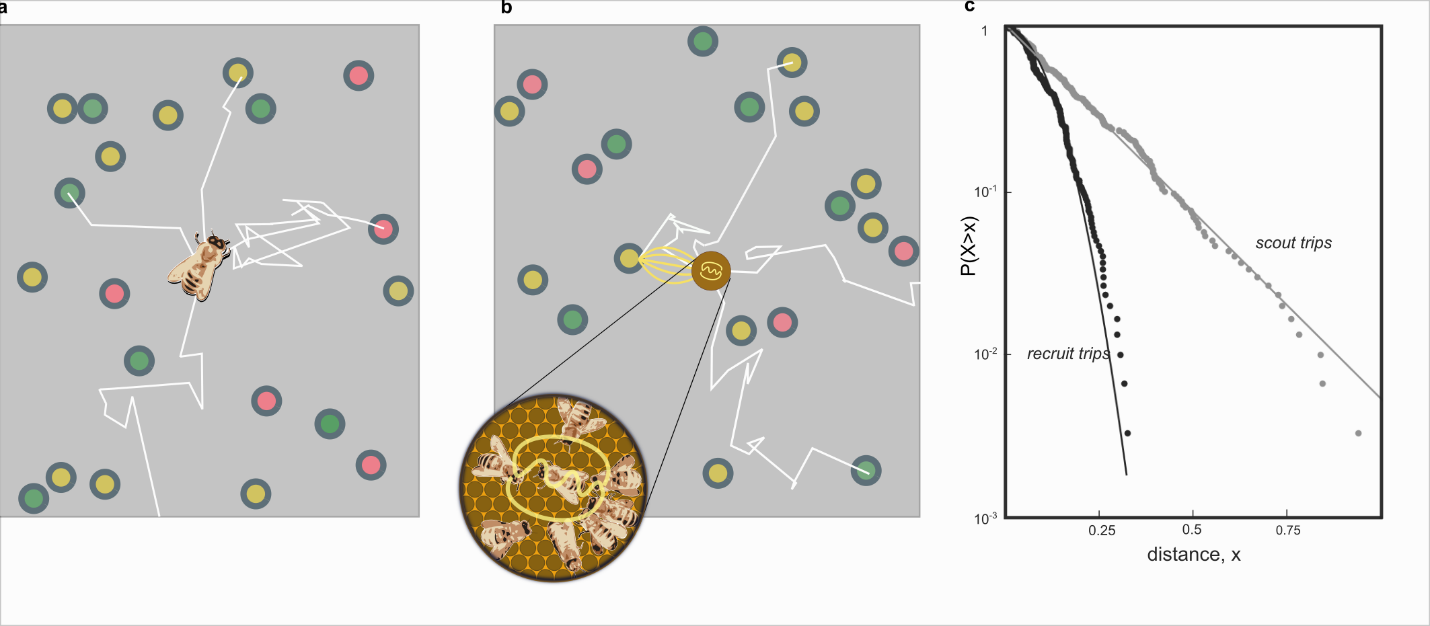 a
b
c
1
10-1
10-2
10-3
P(X>x)
scout trips
recruit trips
0.25
0.5
0.75
distance, x